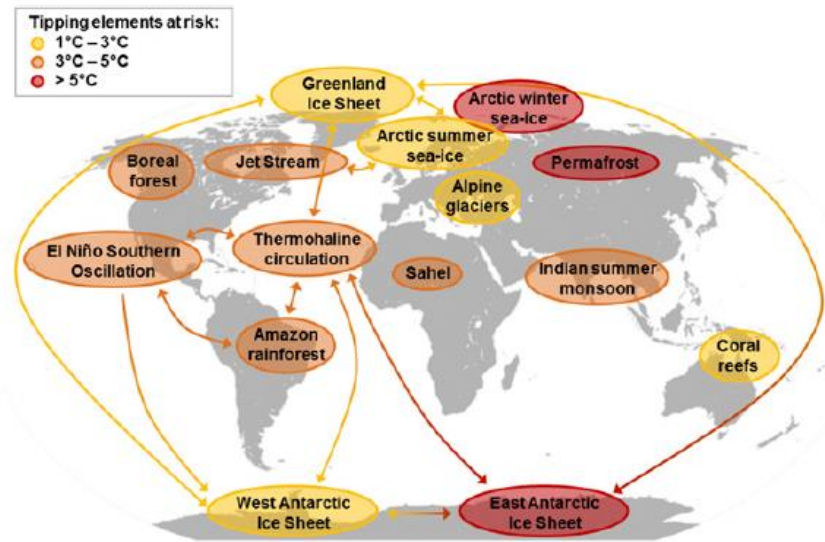 Tipping elements at risk:
1°C – 3°C
3°C – 5°C
> 5°C
Greenland
Ice Sheet
Arctic winter
sea-ice
Arctic summer
sea-ice
Boreal
forest
Jet Stream
Permafrost
Alpine
glaciers
El Niño Southern
Oscillation
Thermohaline
circulation
Sahel
Indian summer
monsoon
Amazon
rainforest
Coral
reefs
West Antarctic
Ice Sheet
East Antarctic
Ice Sheet